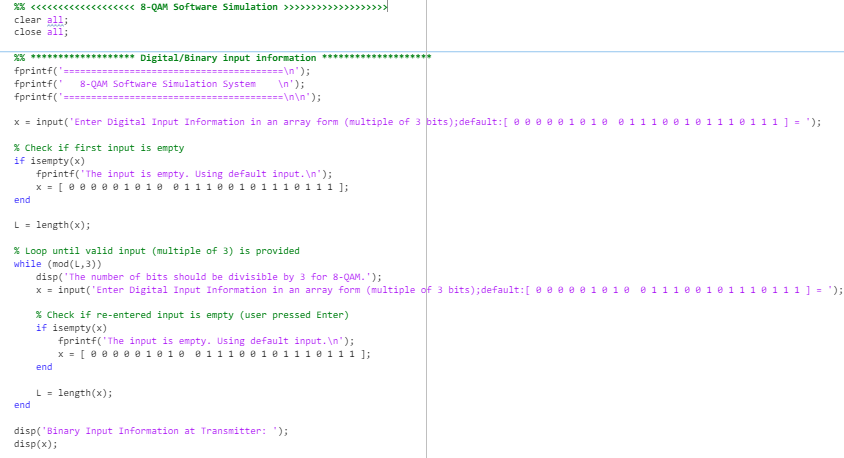 %% <<<<<<<<<<<<<<<<<<< 8-QAM Software Simulation >>>>>>>>>>>>>>>>>>>
clear all;
close all;
%% ******************* Digital/Binary input information ********************
fprintf('========================================\n');
fprintf('   8-QAM Software Simulation System    \n');
fprintf('========================================\n\n');
x = input('Enter Digital Input Information in an array form (multiple of 3 bits);default:[ 0 0 0 0 0 1 0 1 0  0 1 1 1 0 0 1 0 1 1 1 0 1 1 1 ] = ');
% Check if first input is empty
if isempty(x)
    fprintf('The input is empty. Using default input.\n');
    x = [ 0 0 0 0 0 1 0 1 0  0 1 1 1 0 0 1 0 1 1 1 0 1 1 1 ];
end
L = length(x);
% Loop until valid input (multiple of 3) is provided
while (mod(L,3))
    disp('The number of bits should be divisible by 3 for 8-QAM.');
    x = input('Enter Digital Input Information in an array form (multiple of 3 bits);default:[ 0 0 0 0 0 1 0 1 0  0 1 1 1 0 0 1 0 1 1 1 0 1 1 1 ] = ');
    % Check if re-entered input is empty (user pressed Enter)
    if isempty(x)
        fprintf('The input is empty. Using default input.\n');
        x = [ 0 0 0 0 0 1 0 1 0  0 1 1 1 0 0 1 0 1 1 1 0 1 1 1 ];
    end
    L = length(x);
end
disp('Binary Input Information at Transmitter: ');
disp(x);